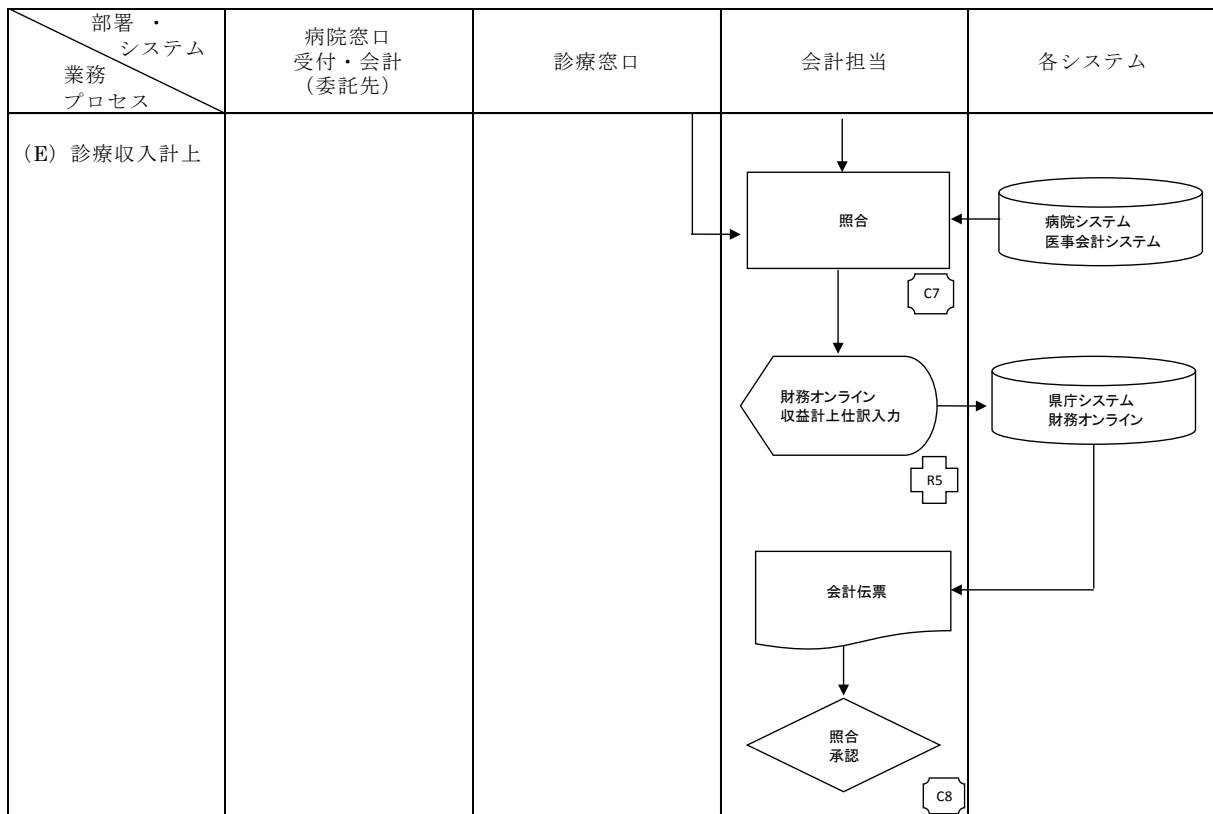 部署 ・
システム
業務
プロセス
病院窓口
受付・会計
（委託先）
診療窓口
会計担当
各システム
（E）診療収入計上
照合
病院システム
医事会計システム
C7
財務オンライン
収益計上仕訳入力
県庁システム
財務オンライン
R5
会計伝票
照合
承認
C8